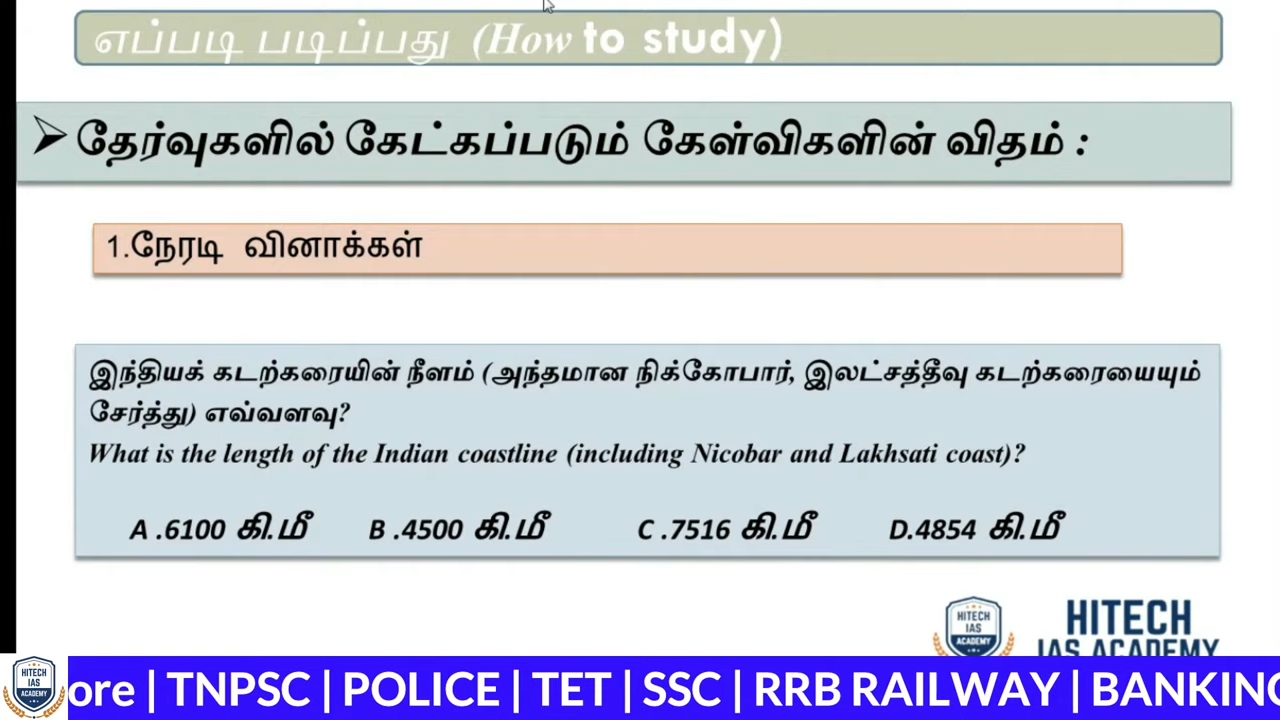 எப்படி படிப்பது (How to study)
➢தேர்வுகளில் கேட்கப்படும் கேள்விகளின் விதம் :
1.நேரடி வினாக்கள்
இந்தியக் கடற்கரையின் நீளம் (அந்தமான நிக்கோபார், இலட்சத்தீவு கடற்கரையையும்
சேர்த்து) எவ்வளவு?
What is the length of the Indian coastline (including Nicobar and Lakhsati coast)?
A .6100 கி.மீ B .4500 கி.மீ C .7516 கி.மீ D.4854 கி.மீ
HITECH
IAS
ACADEMY
HITECH
IAS ACADEMY
HITECH
IAS
ACADEMY
ore | TNPSC | POLICE | TET | SSC | RRB RAILWAY | BANKING